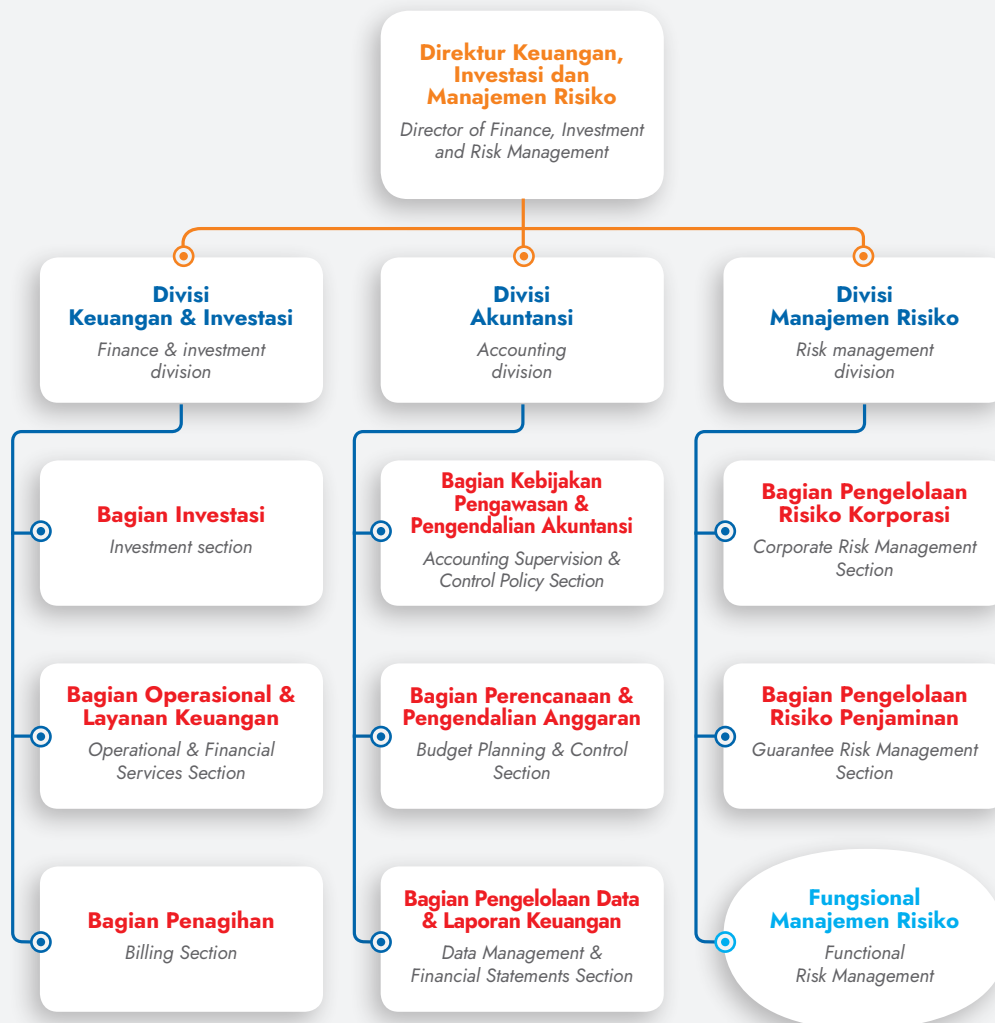 Direktur Keuangan,
Investasi dan
Manajemen Risiko
Director of Finance, Investment
and Risk Management
Divisi
Keuangan & Investasi
Finance & investment
division
Divisi
Akuntansi
Accounting
division
Divisi
Manajemen Risiko
Risk management
division
Bagian Investasi
Investment section
Bagian Kebijakan
Pengawasan &
Pengendalian Akuntansi
Accounting Supervision &
Control Policy Section
Bagian Pengelolaan
Risiko Korporasi
Corporate Risk Management
Section
Bagian Operasional &
Layanan Keuangan
Operational & Financial
Services Section
Bagian Perencanaan &
Pengendalian Anggaran
Budget Planning & Control
Section
Bagian Pengelolaan
Risiko Penjaminan
Guarantee Risk Management
Section
Bagian Penagihan
Billing Section
Bagian Pengelolaan Data
& Laporan Keuangan
Data Management &
Financial Statements Section
Fungsional
Manajemen Risiko
Functional
Risk Management